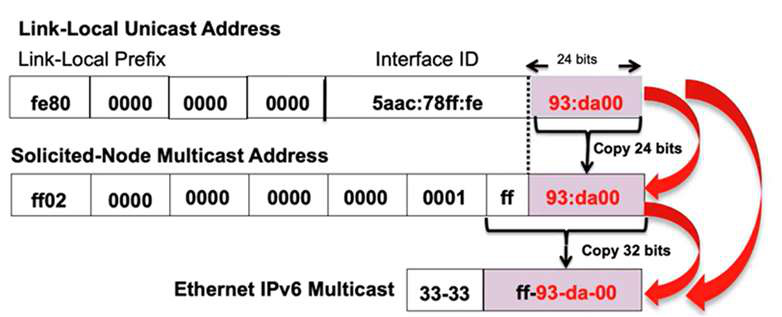 Link-Local Unicast Address
Link-Local Prefix Interface ID 24 bits
fe80 0000 0000 0000 5aac:78ff:fe 93:da00
Copy 24 bits
Solicited-Node Multicast Address
ff02 0000 0000 0000 0000 0001 ff 93:da00
Copy 32 bits
Ethernet IPv6 Multicast 33-33 ff-93-da-00